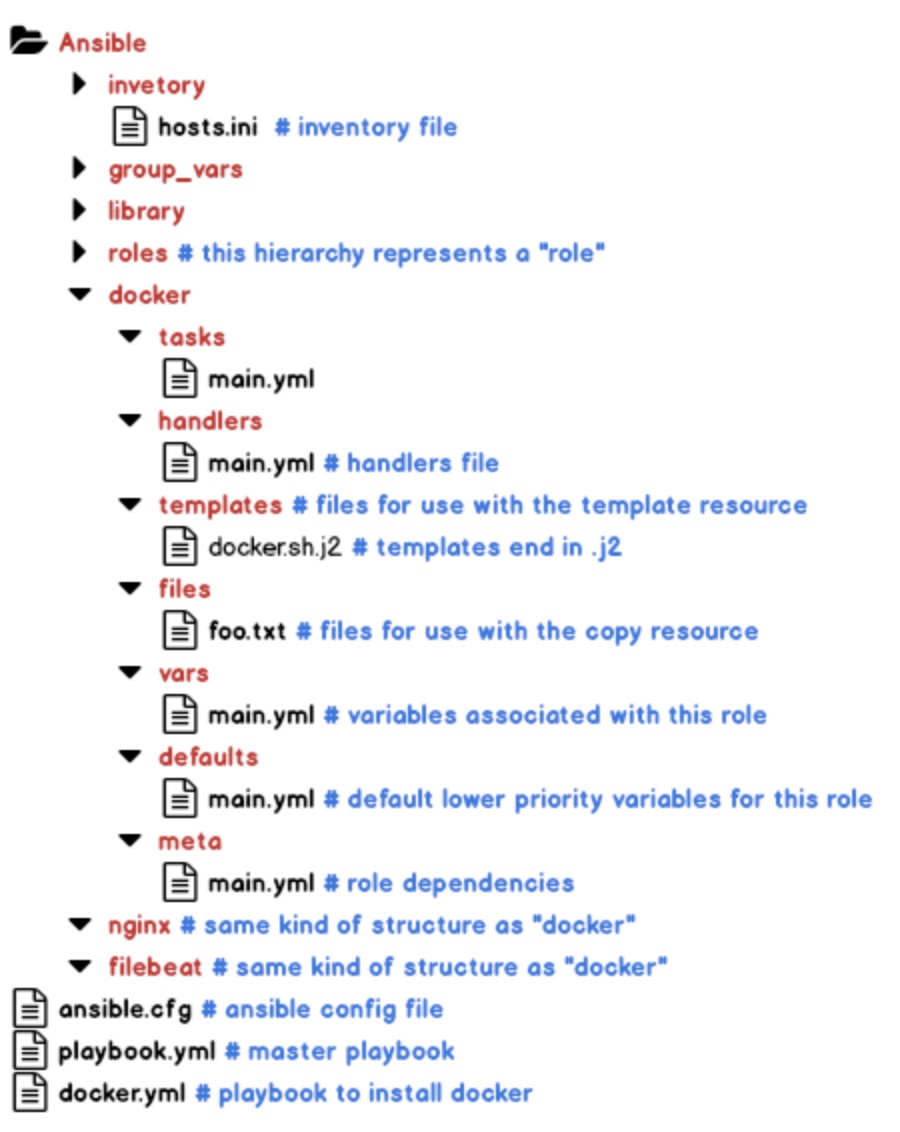 Ansible
invetory
hosts.ini # inventory file
group_vars
library
roles # this hierarchy represents a "role"
docker
tasks
main.yml
handlers
main.yml # handlers file
templates # files for use with the template resource
docker.sh.j2 # templates end in .j2
files
foo.txt # files for use with the copy resource
vars
main.yml # variables associated with this role
defaults
main.yml # default lower priority variables for this role
meta
main.yml # role dependencies
nginx # same kind of structure as "docker"
filebeat # same kind of structure as "docker"
ansible.cfg # ansible config file
playbook.yml # master playbook
docker.yml # playbook to install docker